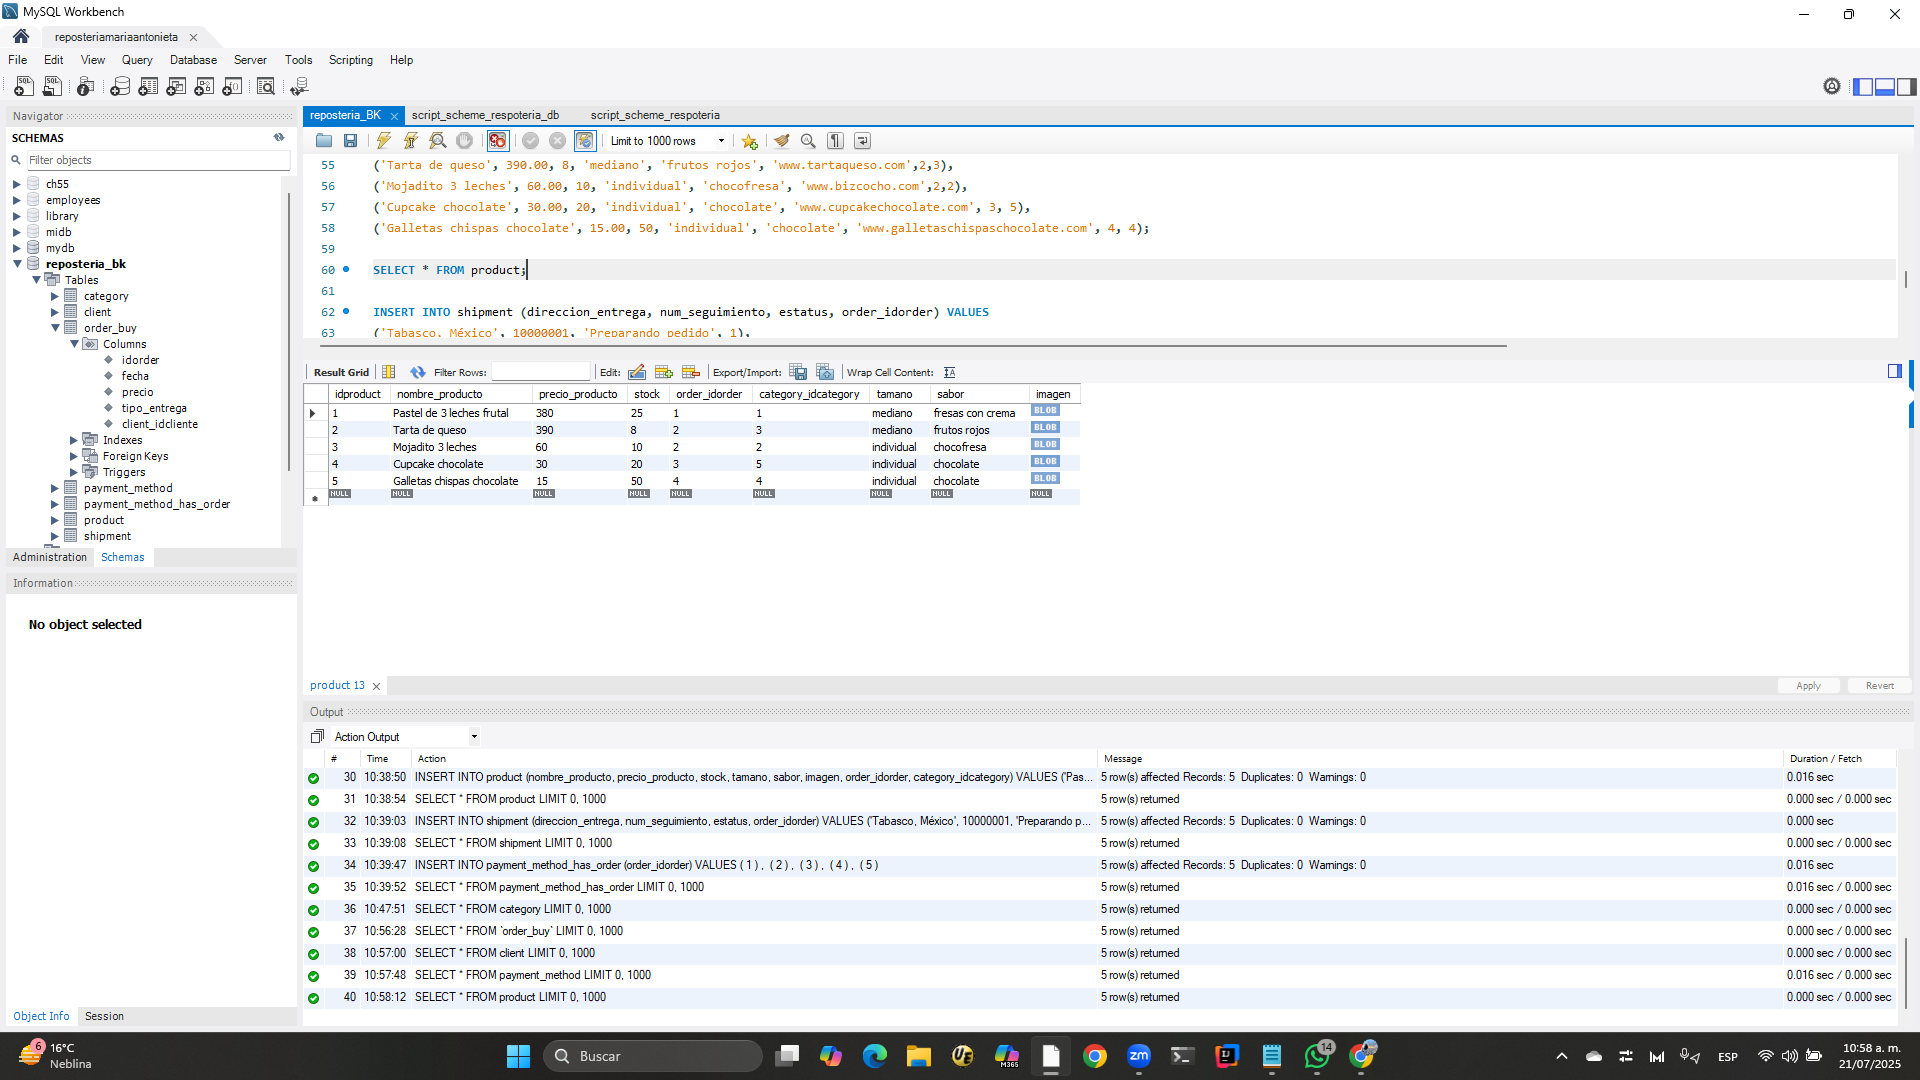 MySQL Workbench
reposteriamariaantonieta
File Edit View Query Database Server Tools Scripting Help
Navigator
SCHEMAS
Filter objects
ch55
employees
library
midb
mydb
reposteria_bk
Tables
category
client
order_buy
Columns
idorder
fecha
precio
tipo_entrega
client_idcliente
Indexes
Foreign Keys
Triggers
payment_method
payment_method_has_order
product
shipment
Administration Schemas
Information
No object selected
Object Info Session
reposteria_BK script_scheme_respoteria_db script_scheme_respoteria
Limit to 1000 rows
55 ('Tarta de queso', 390.00, 8, 'mediano', 'frutos rojos', 'www.tartaqueso.com',2,3),
56 ('Mojadito 3 leches', 60.00, 10, 'individual', 'chocofresa', 'www.bizcocho.com',2,2),
57 ('Cupcake chocolate', 30.00, 20, 'individual', 'chocolate', 'www.cupcakechocolate.com', 3, 5),
58 ('Galletas chispas chocolate', 15.00, 50, 'individual', 'chocolate', 'www.galletaschispaschocolate.com', 4, 4);
59
60 SELECT * FROM product;
61
62 INSERT INTO shipment (direccion_entrega, num_seguimiento, estatus, order_idorder) VALUES
63 ('Tabasco, México', 10000001, 'Preparando pedido', 1),
Result Grid Filter Rows: Edit: Export/Import: Wrap Cell Content:
idproduct nombre_producto precio_producto stock order_idorder category_idcategory tamano sabor imagen
1 Pastel de 3 leches frutal 380 25 1 1 mediano fresas con crema BLOB
2 Tarta de queso 390 8 2 3 mediano frutos rojos BLOB
3 Mojadito 3 leches 60 10 2 2 individual chocofresa BLOB
4 Cupcake chocolate 30 20 3 5 individual chocolate BLOB
5 Galletas chispas chocolate 15 50 4 4 individual chocolate BLOB
NULL NULL NULL NULL NULL NULL NULL NULL NULL
product 13 Apply Revert
Output
Action Output
# Time Action Message Duration / Fetch
30 10:38:50 INSERT INTO product (nombre_producto, precio_producto, stock, tamano, sabor, imagen, order_idorder, category_idcategory) VALUES ('Pas... 5 row(s) affected Records: 5 Duplicates: 0 Warnings: 0 0.016 sec
31 10:38:54 SELECT * FROM product LIMIT 0, 1000 5 row(s) returned 0.000 sec / 0.000 sec
32 10:39:03 INSERT INTO shipment (direccion_entrega, num_seguimiento, estatus, order_idorder) VALUES ('Tabasco, México', 10000001, 'Preparando p... 5 row(s) affected Records: 5 Duplicates: 0 Warnings: 0 0.000 sec
33 10:39:08 SELECT * FROM shipment LIMIT 0, 1000 5 row(s) returned 0.000 sec / 0.000 sec
34 10:39:47 INSERT INTO payment_method_has_order (order_idorder) VALUES ( 1 ), ( 2 ), ( 3 ), ( 4 ), ( 5 ) 5 row(s) affected Records: 5 Duplicates: 0 Warnings: 0 0.016 sec
35 10:39:52 SELECT * FROM payment_method_has_order LIMIT 0, 1000 5 row(s) returned 0.016 sec / 0.000 sec
36 10:47:51 SELECT * FROM category LIMIT 0, 1000 5 row(s) returned 0.000 sec / 0.000 sec
37 10:56:28 SELECT * FROM `order_buy` LIMIT 0, 1000 5 row(s) returned 0.000 sec / 0.000 sec
38 10:57:00 SELECT * FROM client LIMIT 0, 1000 5 row(s) returned 0.000 sec / 0.000 sec
39 10:57:48 SELECT * FROM payment_method LIMIT 0, 1000 5 row(s) returned 0.016 sec / 0.000 sec
40 10:58:12 SELECT * FROM product LIMIT 0, 1000 5 row(s) returned 0.000 sec / 0.000 sec
6 16°C
Neblina
Buscar
M365
zm
14
ESP
10:58 a. m.
21/07/2025